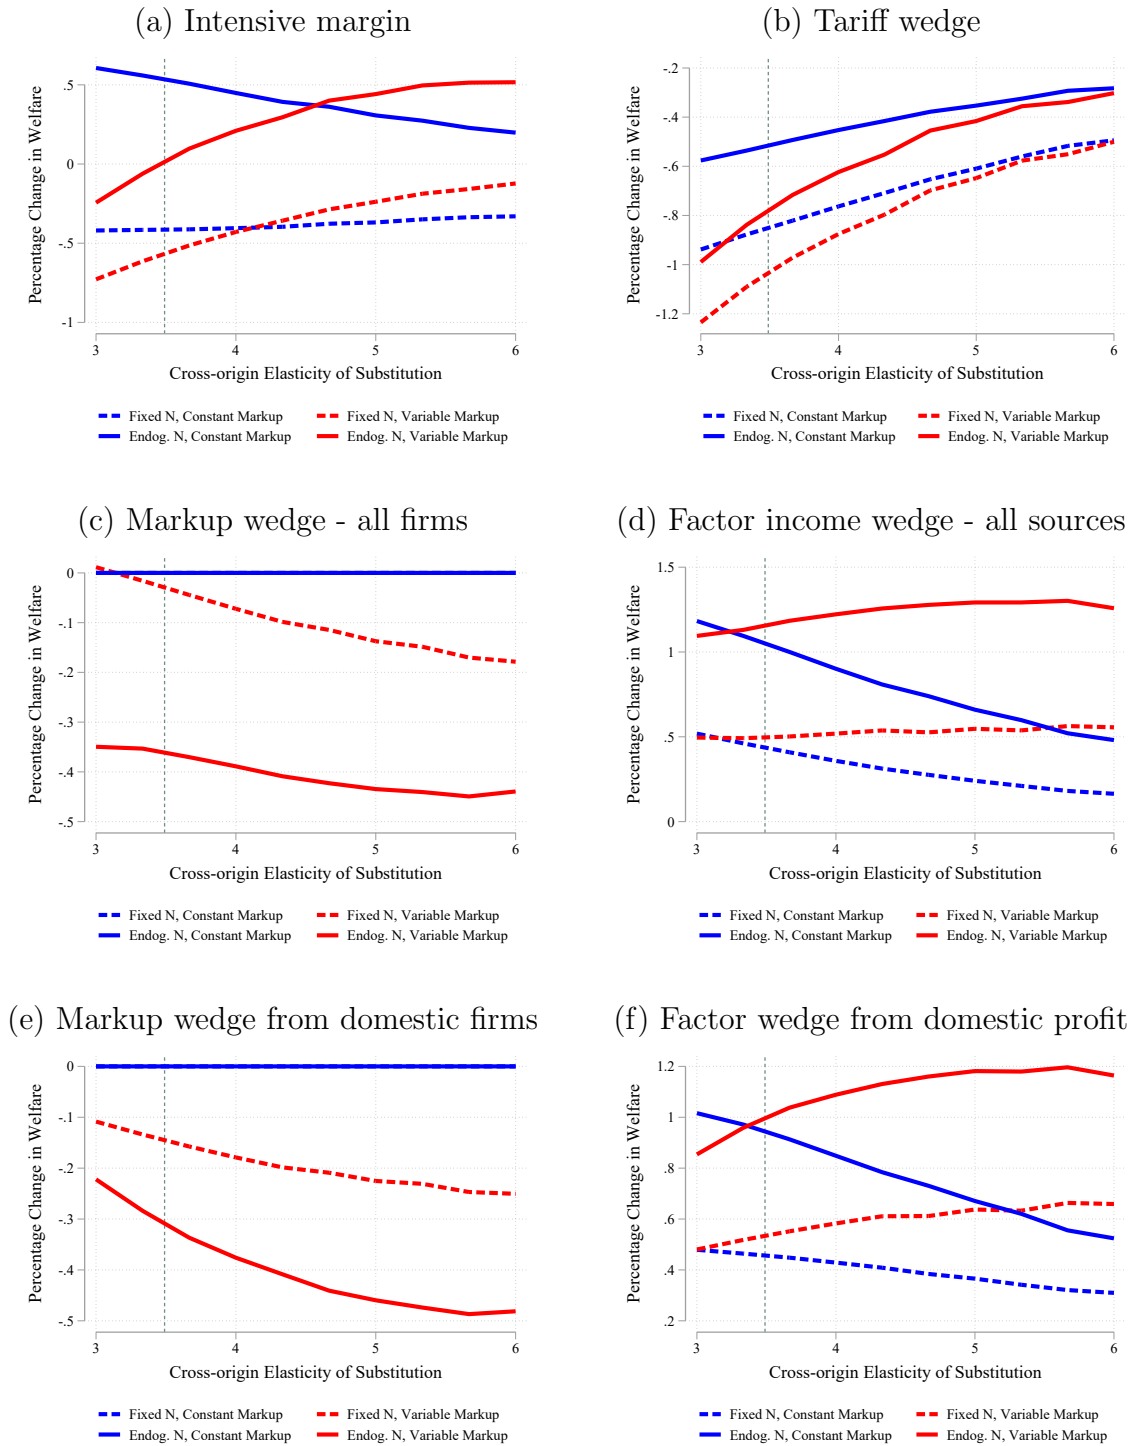 (a) Intensive margin
Percentage Change in Welfare
.5
0
-.5
-1
3 4 5 6
Cross-origin Elasticity of Substitution
Fixed N, Constant Markup Fixed N, Variable Markup
Endog. N, Constant Markup Endog. N, Variable Markup
(b) Tariff wedge
Percentage Change in Welfare
-.2
-.4
-.6
-.8
-1
-1.2
3 4 5 6
Cross-origin Elasticity of Substitution
Fixed N, Constant Markup Fixed N, Variable Markup
Endog. N, Constant Markup Endog. N, Variable Markup
(c) Markup wedge - all firms
Percentage Change in Welfare
0
-.1
-.2
-.3
-.4
-.5
3 4 5 6
Cross-origin Elasticity of Substitution
Fixed N, Constant Markup Fixed N, Variable Markup
Endog. N, Constant Markup Endog. N, Variable Markup
(d) Factor income wedge - all sources
Percentage Change in Welfare
1.5
1
.5
0
3 4 5 6
Cross-origin Elasticity of Substitution
Fixed N, Constant Markup Fixed N, Variable Markup
Endog. N, Constant Markup Endog. N, Variable Markup
(e) Markup wedge from domestic firms
Percentage Change in Welfare
0
-.1
-.2
-.3
-.4
-.5
3 4 5 6
Cross-origin Elasticity of Substitution
Fixed N, Constant Markup Fixed N, Variable Markup
Endog. N, Constant Markup Endog. N, Variable Markup
(f) Factor wedge from domestic profit
Percentage Change in Welfare
1.2
1
.8
.6
.4
.2
3 4 5 6
Cross-origin Elasticity of Substitution
Fixed N, Constant Markup Fixed N, Variable Markup
Endog. N, Constant Markup Endog. N, Variable Markup